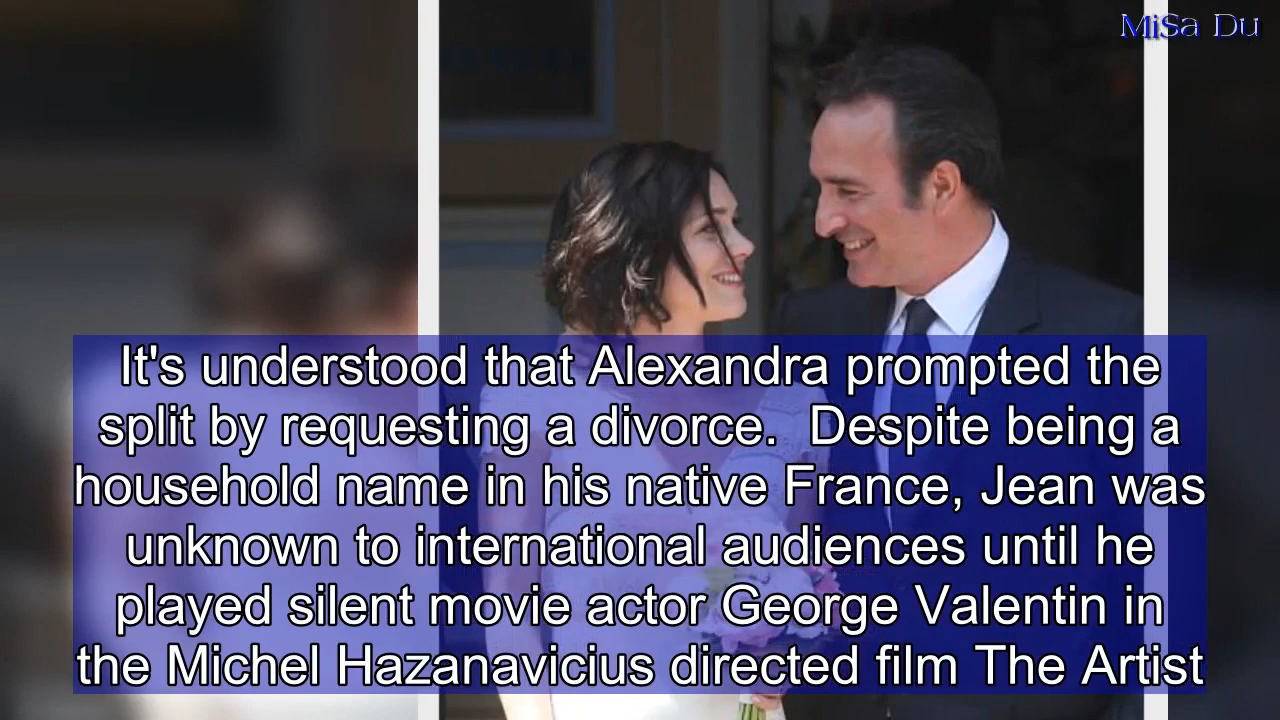 MiSa Du
It's understood that Alexandra prompted the
split by requesting a divorce.  Despite being a
household name in his native France, Jean was
unknown to international audiences until he
played silent movie actor George Valentin in
the Michel Hazanavicius directed film The Artist